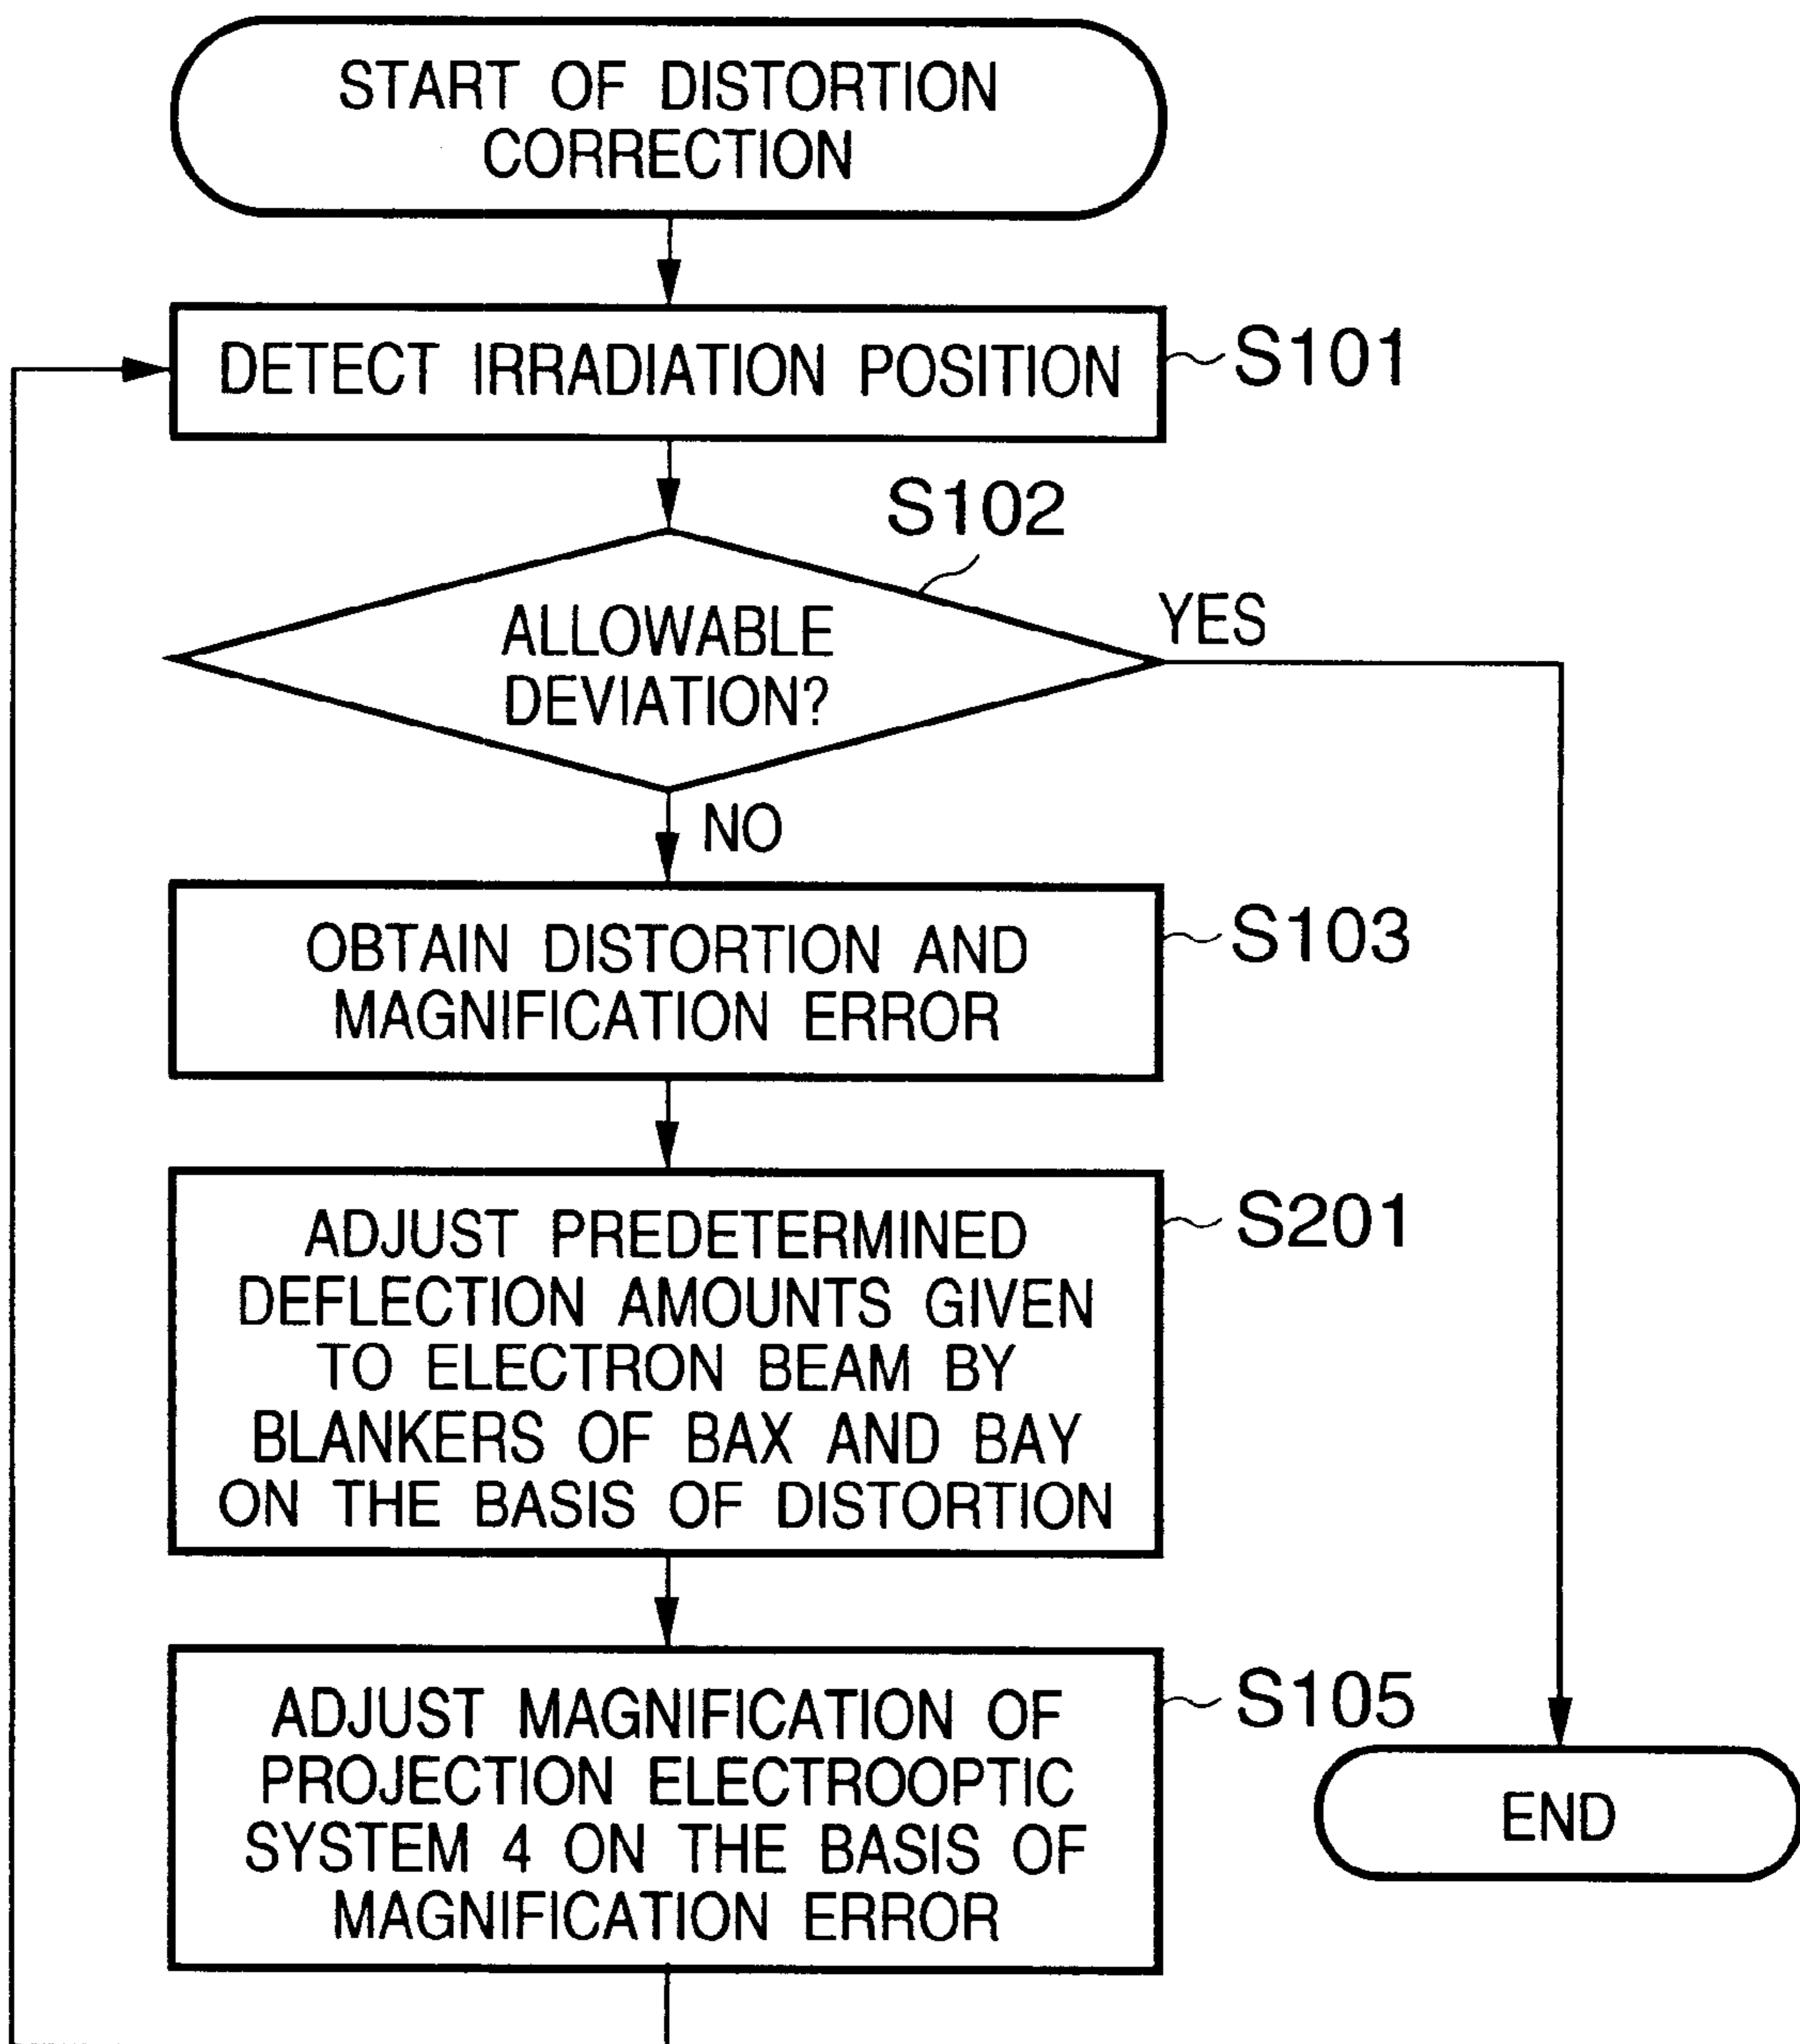 START OF DISTORTION
CORRECTION
DETECT IRRADIATION POSITION
S101
S102
ALLOWABLE
DEVIATION?
YES
NO
OBTAIN DISTORTION AND
MAGNIFICATION ERROR
S103
ADJUST PREDETERMINED
DEFLECTION AMOUNTS GIVEN
TO ELECTRON BEAM BY
BLANKERS OF BAX AND BAY
ON THE BASIS OF DISTORTION
S201
ADJUST MAGNIFICATION OF
PROJECTION ELECTROOPTIC
SYSTEM 4 ON THE BASIS OF
MAGNIFICATION ERROR
S105
END